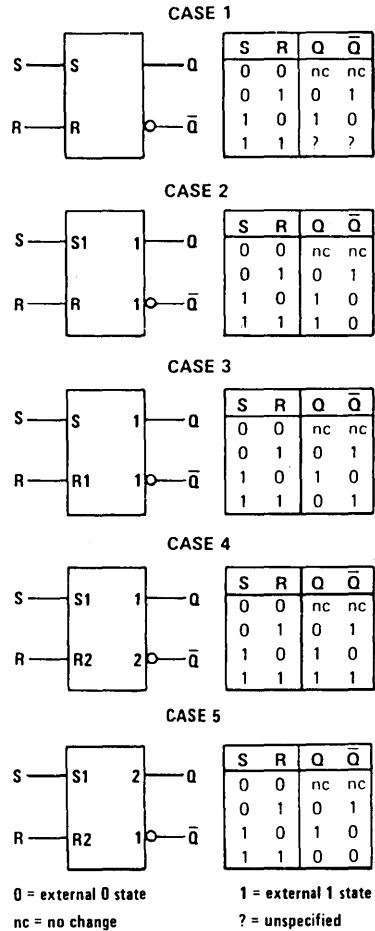 CASE 1
S R Q Q̅
S S Q 0 0 nc nc
0 1 0 1
R R Q̅ 1 0 1 0
1 1 ? ?
CASE 2
S R Q Q̅
S S1 1 Q 0 0 nc nc
0 1 0 1
R R 1 Q̅ 1 0 1 0
1 1 1 0
CASE 3
S R Q Q̅
S S 1 Q 0 0 nc nc
0 1 0 1
R R1 1 Q̅ 1 0 1 0
1 1 0 1
CASE 4
S R Q Q̅
S S1 1 Q 0 0 nc nc
0 1 0 1
R R2 2 Q̅ 1 0 1 0
1 1 1 1
CASE 5
S R Q Q̅
S S1 2 Q 0 0 nc nc
0 1 0 1
R R2 1 Q̅ 1 0 1 0
1 1 0 0
0 = external 0 state 1 = external 1 state
nc = no change ? = unspecified